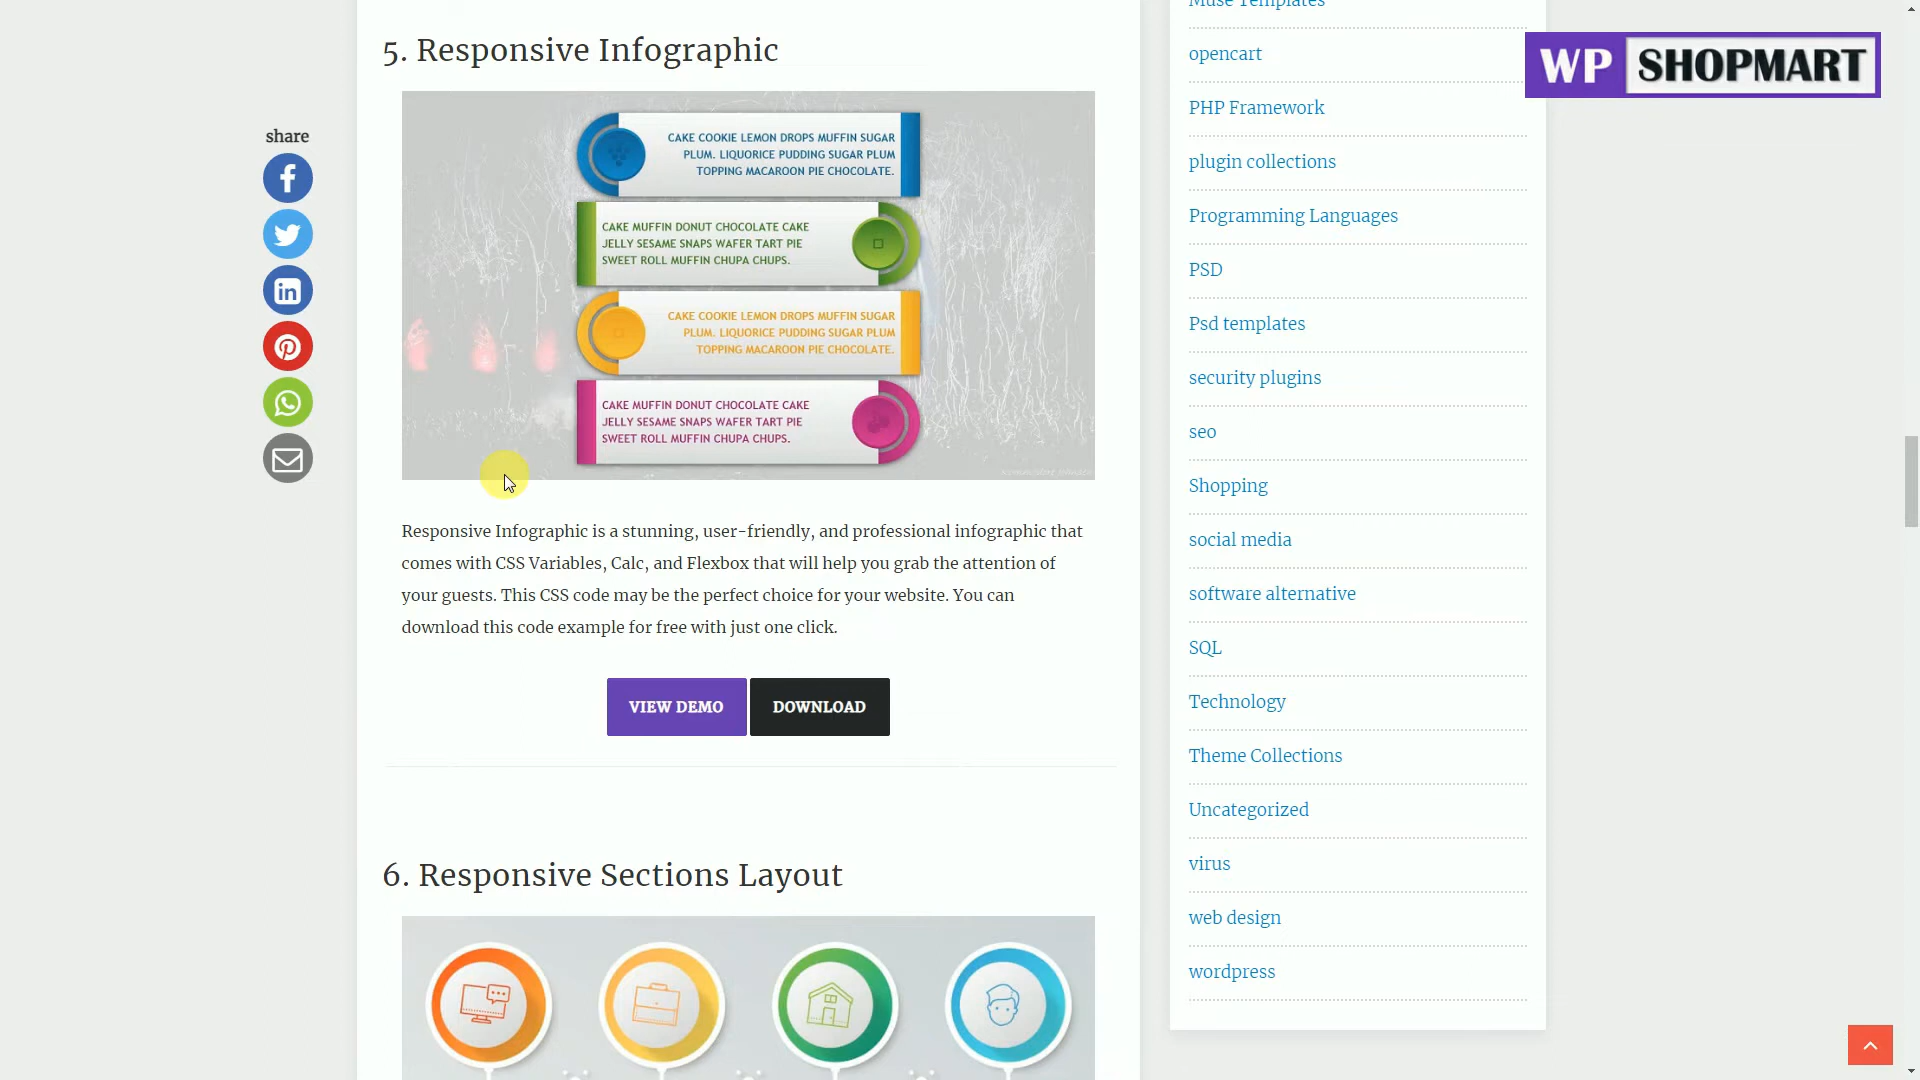 5. Responsive Infographic
share
CAKE COOKIE LEMON DROPS MUFFIN SUGAR
PLUM. LIQUORICE PUDDING SUGAR PLUM
TOPPING MACAROON PIE CHOCOLATE.
CAKE MUFFIN DONUT CHOCOLATE CAKE
JELLY SESAME SNAPS WAFER TART PIE
SWEET ROLL MUFFIN CHUPA CHUPS.
CAKE COOKIE LEMON DROPS MUFFIN SUGAR
PLUM. LIQUORICE PUDDING SUGAR PLUM
TOPPING MACAROON PIE CHOCOLATE.
CAKE MUFFIN DONUT CHOCOLATE CAKE
JELLY SESAME SNAPS WAFER TART PIE
SWEET ROLL MUFFIN CHUPA CHUPS.
Responsive Infographic is a stunning, user-friendly, and professional infographic that
comes with CSS Variables, Calc, and Flexbox that will help you grab the attention of
your guests. This CSS code may be the perfect choice for your website. You can
download this code example for free with just one click.
VIEW DEMO
DOWNLOAD
6. Responsive Sections Layout
Muse Templates
opencart
PHP Framework
plugin collections
Programming Languages
PSD
Psd templates
security plugins
seo
Shopping
social media
software alternative
SQL
Technology
Theme Collections
Uncategorized
virus
web design
wordpress
WP SHOPMART